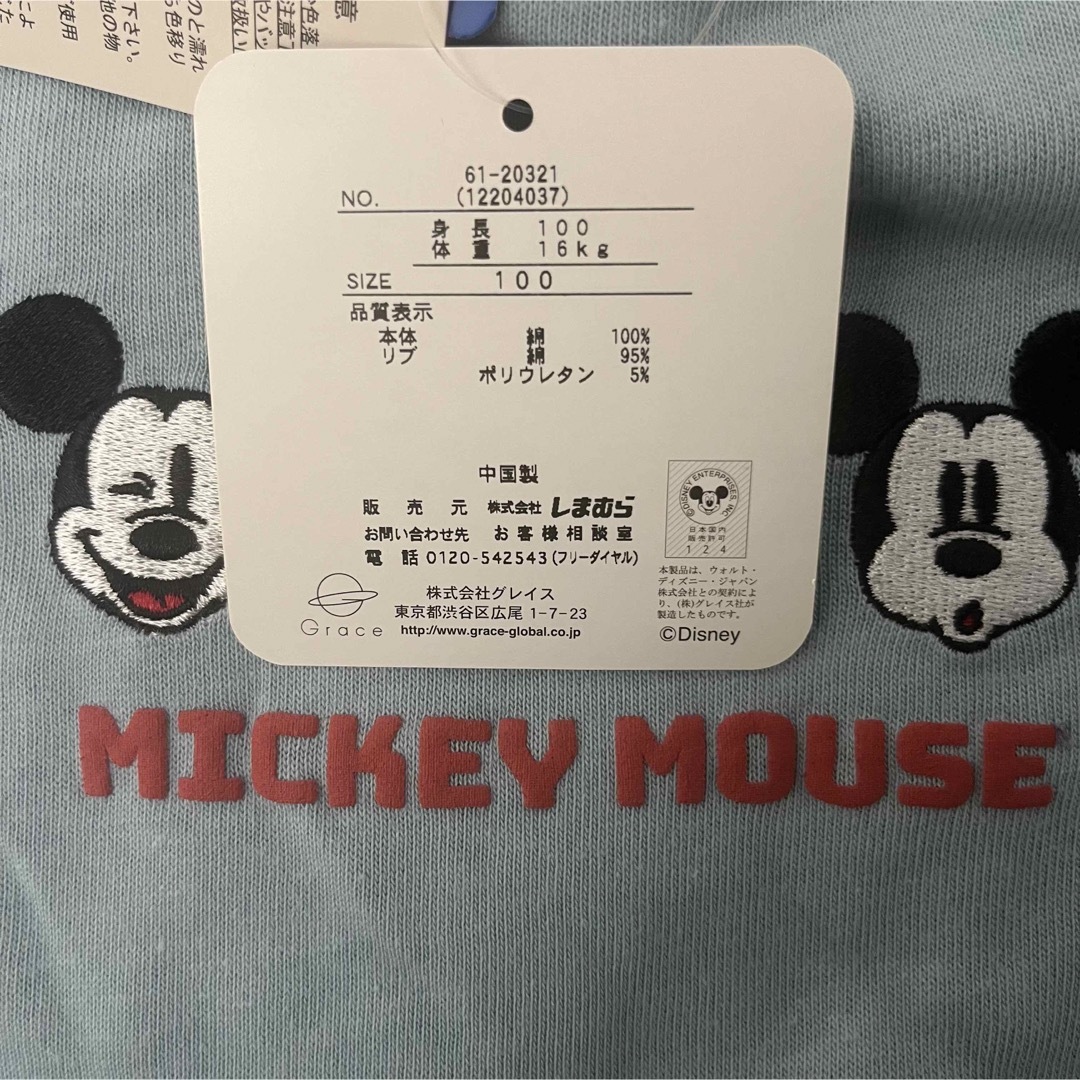 61-20321
NO. (12204037)
身 長 100
体 重 16kg
SIZE 100
品質表示
本体 綿 100%
リブ 綿 95%
ポリウレタン 5%
中国製
販 売 元 株式会社 しまむら
お問い合わせ先 お客様相談室
電 話 0120-542543 (フリーダイヤル)
株式会社グレイス
東京都渋谷区広尾 1-7-23
Grace http://www.grace-global.co.jp
©DISNEY ENTERPRISES, INC.
日本国内
販売許可
124
本製品は、ウォルト・
ディズニー・ジャパン
株式会社との契約によ
り、(株)グレイス社が
製造したものです。
©Disney
MICKEY MOUSE